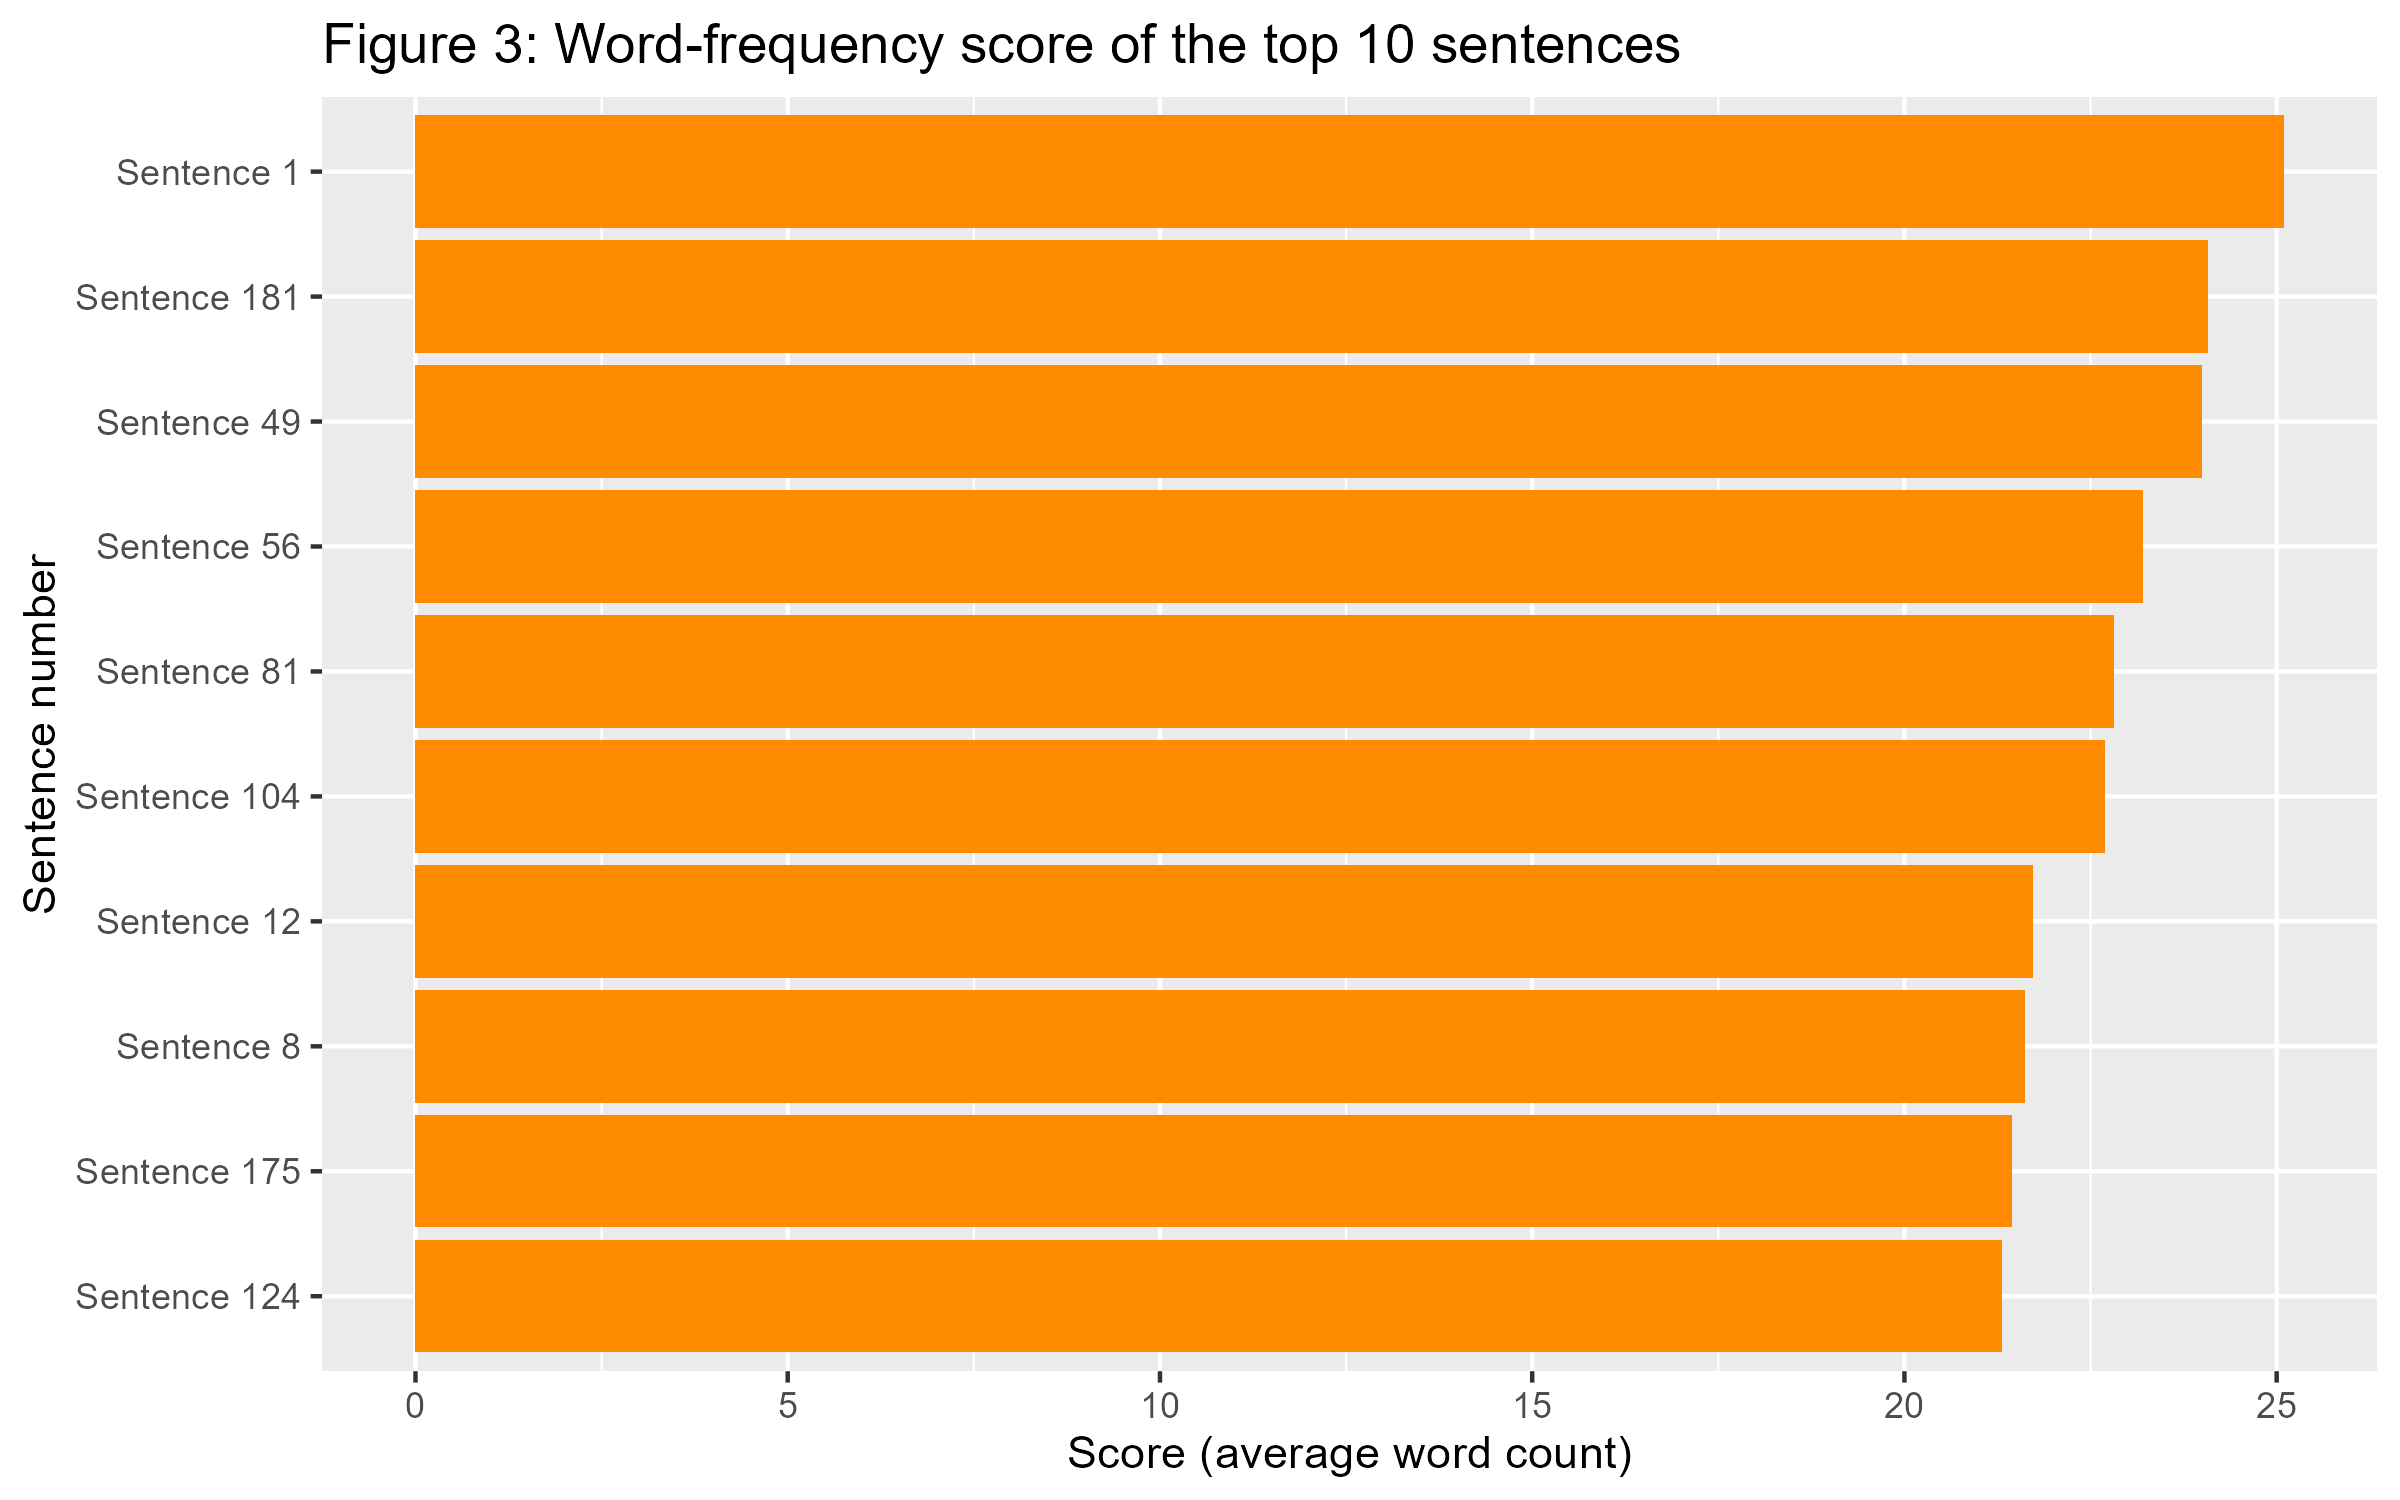 Figure 3: Word-frequency score of the top 10 sentences
Sentence number
Sentence 1
Sentence 181
Sentence 49
Sentence 56
Sentence 81
Sentence 104
Sentence 12
Sentence 8
Sentence 175
Sentence 124
0 5 10 15 20 25
Score (average word count)